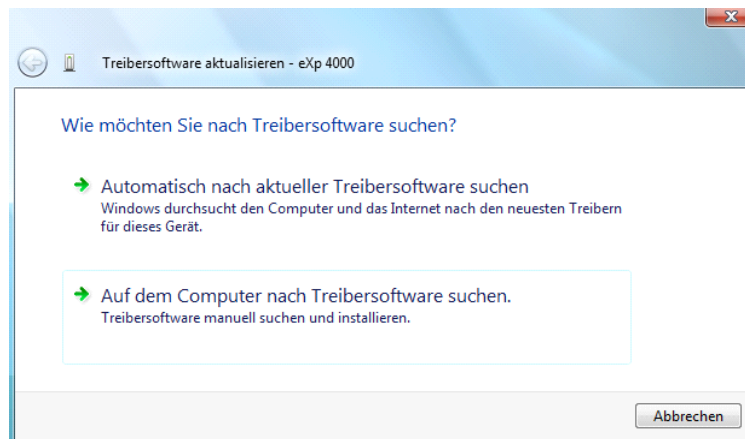 Treibersoftware aktualisieren - eXp 4000
Wie möchten Sie nach Treibersoftware suchen?
Automatisch nach aktueller Treibersoftware suchen
Windows durchsucht den Computer und das Internet nach den neuesten Treibern
für dieses Gerät.
Auf dem Computer nach Treibersoftware suchen.
Treibersoftware manuell suchen und installieren.
Abbrechen